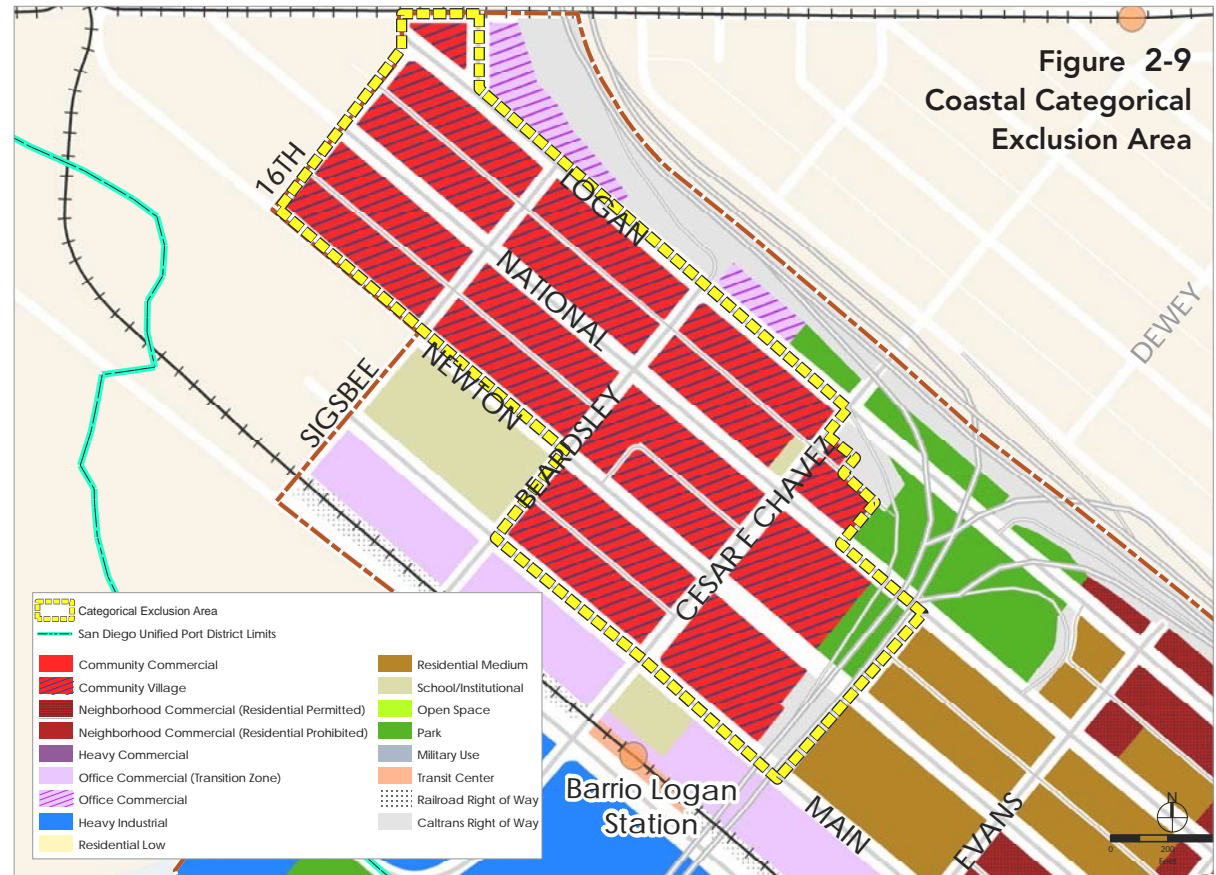 Figure 2-9
Coastal Categorical
Exclusion Area
16TH
LOGAN
NATIONAL
DEWEY
NEWTON
SIGSBEE
BEARDSLEY
CESAR E CHAVEZ
Barrio Logan
Station
MAIN
EVANS
N
0 200
Feet
Categorical Exclusion Area
San Diego Unified Port District Limits
Community Commercial
Community Village
Neighborhood Commercial (Residential Permitted)
Neighborhood Commercial (Residential Prohibited)
Heavy Commercial
Office Commercial (Transition Zone)
Office Commercial
Heavy Industrial
Residential Low
Residential Medium
School/Institutional
Open Space
Park
Military Use
Transit Center
Railroad Right of Way
Caltrans Right of Way